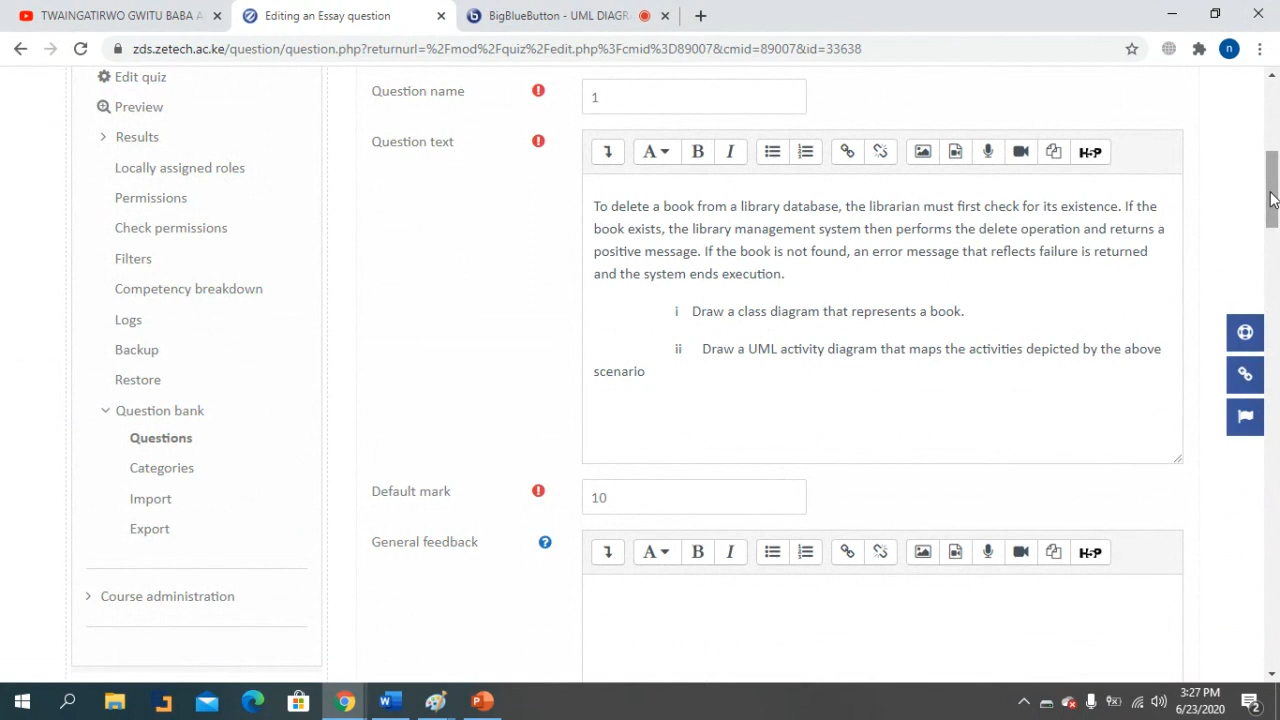 TWAINGATIRWO GWITU BABA A
Editing an Essay question
BigBlueButton - UML DIAGRA
zds.zetech.ac.ke/question/question.php?returnurl=%2Fmod%2Fquiz%2Fedit.php%3Fcmid%3D89007&cmid=89007&id=33638
n
Edit quiz
Preview
Results
Locally assigned roles
Permissions
Check permissions
Filters
Competency breakdown
Logs
Backup
Restore
Question bank
Questions
Categories
Import
Export
Course administration
Question name
1
Question text
A B I H-P
To delete a book from a library database, the librarian must first check for its existence. If the
book exists, the library management system then performs the delete operation and returns a
positive message. If the book is not found, an error message that reflects failure is returned
and the system ends execution.
i Draw a class diagram that represents a book.
ii Draw a UML activity diagram that maps the activities depicted by the above
scenario
Default mark
10
General feedback
A B I H-P
3:27 PM
6/23/2020
2